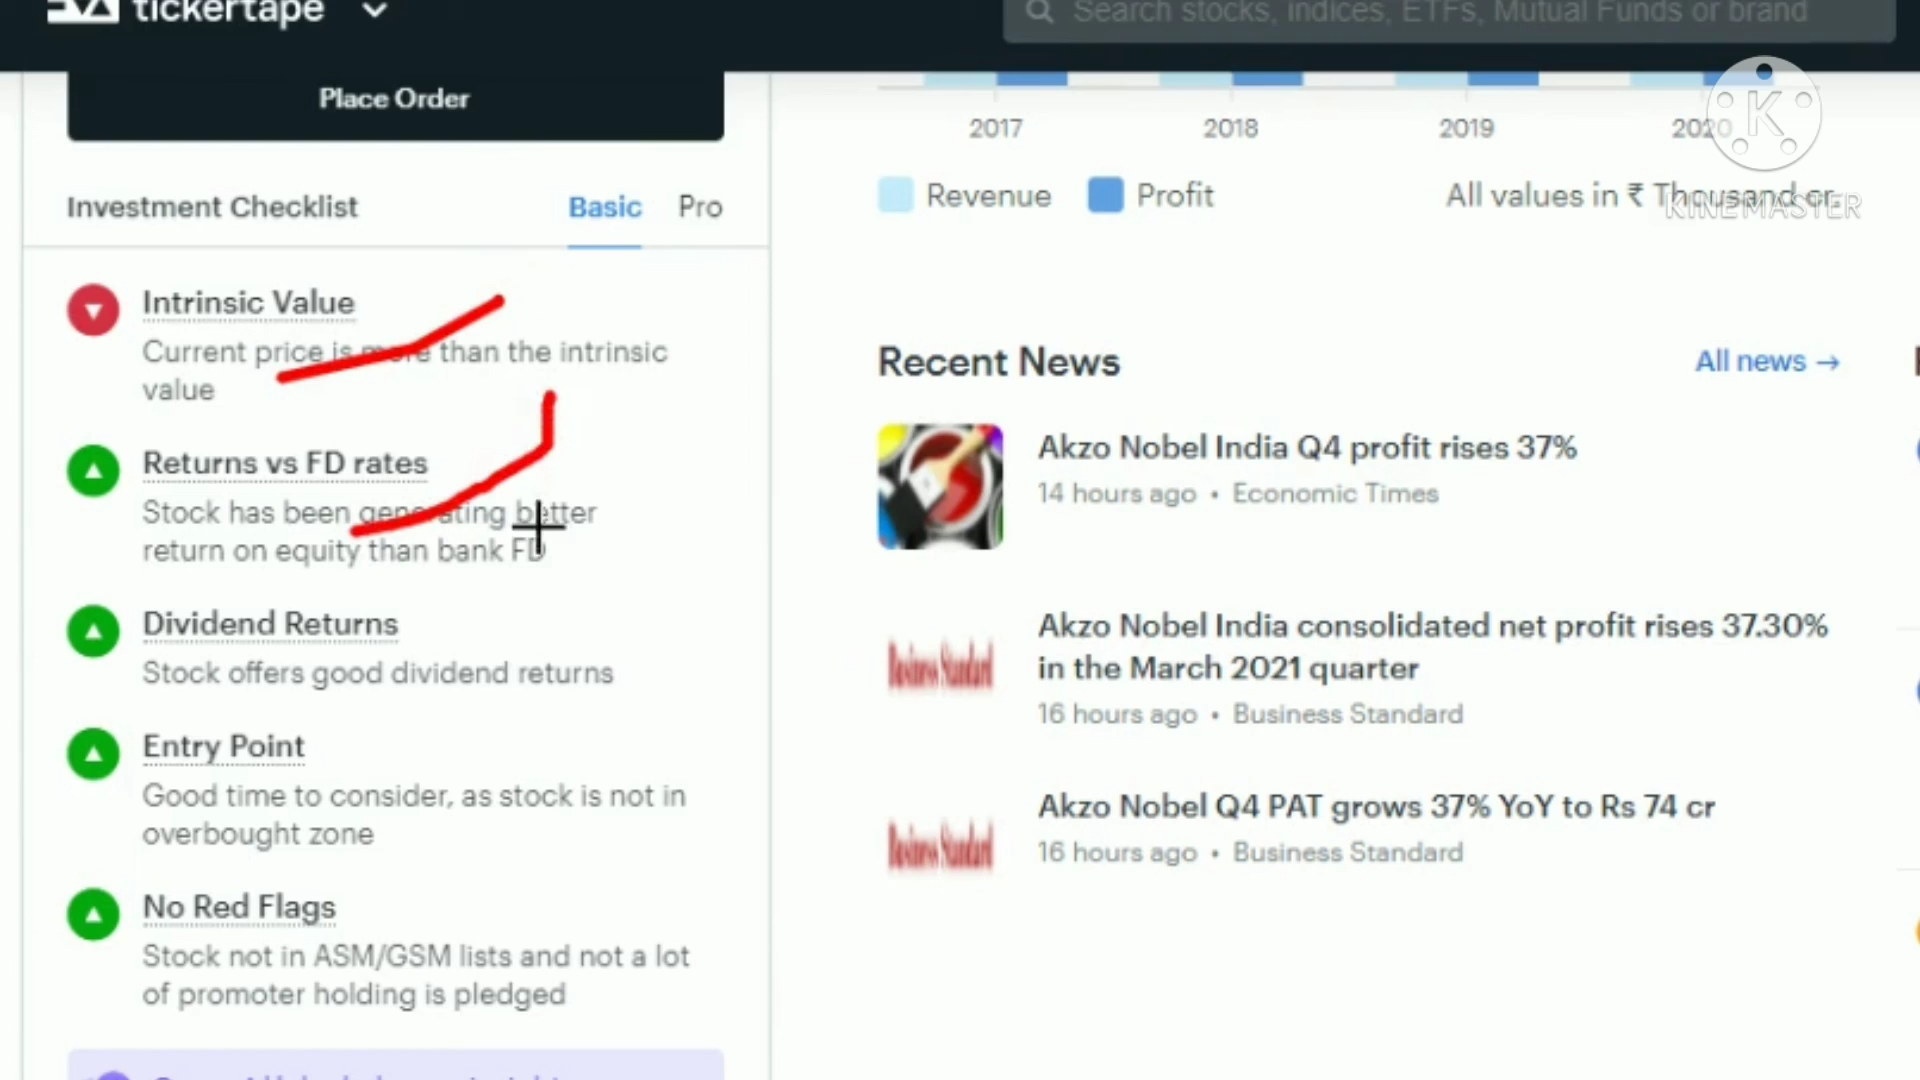 tickertape
Search stocks, indices, ETFs, Mutual Funds or brand
Place Order
2017 2018 2019 2020
K
KINEMASTER
Revenue Profit All values in ₹ Thousand cr.
Investment Checklist Basic Pro
Intrinsic Value
Current price is more than the intrinsic
value
Returns vs FD rates
Stock has been generating better
return on equity than bank FD
Dividend Returns
Stock offers good dividend returns
Entry Point
Good time to consider, as stock is not in
overbought zone
No Red Flags
Stock not in ASM/GSM lists and not a lot
of promoter holding is pledged
Recent News All news →
Akzo Nobel India Q4 profit rises 37%
14 hours ago • Economic Times
Business Standard
Akzo Nobel India consolidated net profit rises 37.30%
in the March 2021 quarter
16 hours ago • Business Standard
Business Standard
Akzo Nobel Q4 PAT grows 37% YoY to Rs 74 cr
16 hours ago • Business Standard